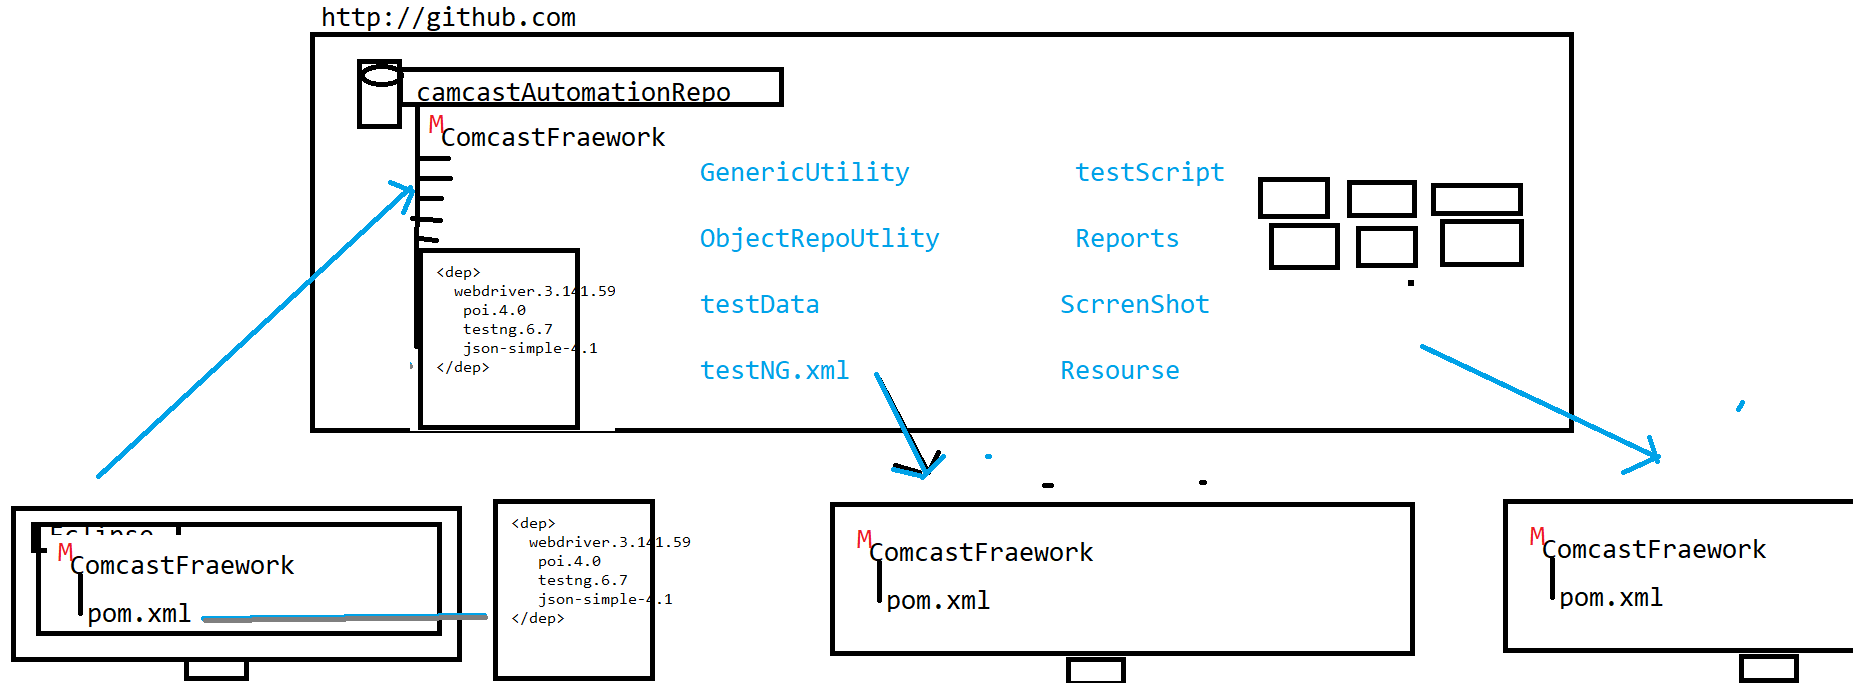 http://github.com
camcastAutomationRepo
M
ComcastFraework
GenericUtility
testScript
ObjectRepoUtlity
Reports
<dep>
webdriver.3.141.59
poi.4.0
testng.6.7
json-simple-4.1
</dep>
testData
ScrrenShot
testNG.xml
Resourse
Eclipse
M
ComcastFraework
pom.xml
<dep>
webdriver.3.141.59
poi.4.0
testng.6.7
json-simple-4.1
</dep>
M
ComcastFraework
pom.xml
M
ComcastFraework
pom.xml